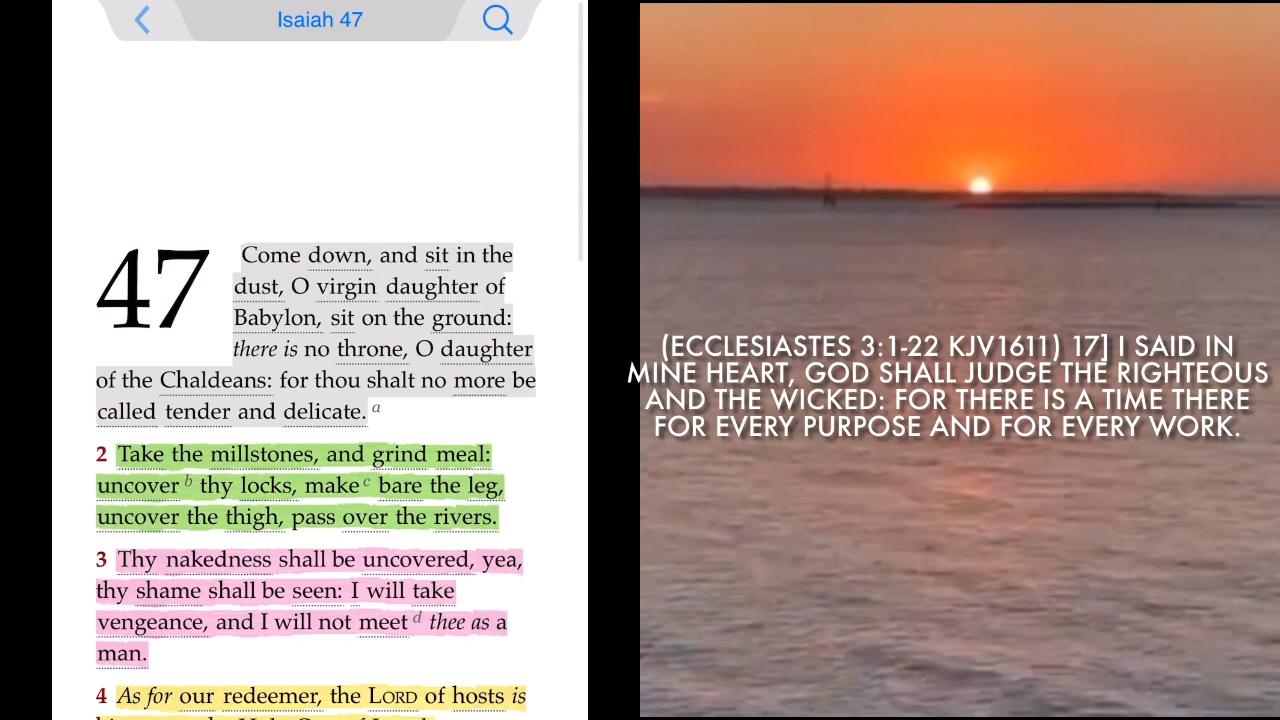 Isaiah 47
47 Come down, and sit in the
dust, O virgin daughter of
Babylon, sit on the ground:
there is no throne, O daughter
of the Chaldeans: for thou shalt no more be
called tender and delicate. a
2 Take the millstones, and grind meal:
uncover b thy locks, make c bare the leg,
uncover the thigh, pass over the rivers.
3 Thy nakedness shall be uncovered, yea,
thy shame shall be seen: I will take
vengeance, and I will not meet d thee as a
man.
4 As for our redeemer, the LORD of hosts is
(ECCLESIASTES 3:1-22 KJV1611) 17] I SAID IN
MINE HEART, GOD SHALL JUDGE THE RIGHTEOUS
AND THE WICKED: FOR THERE IS A TIME THERE
FOR EVERY PURPOSE AND FOR EVERY WORK.